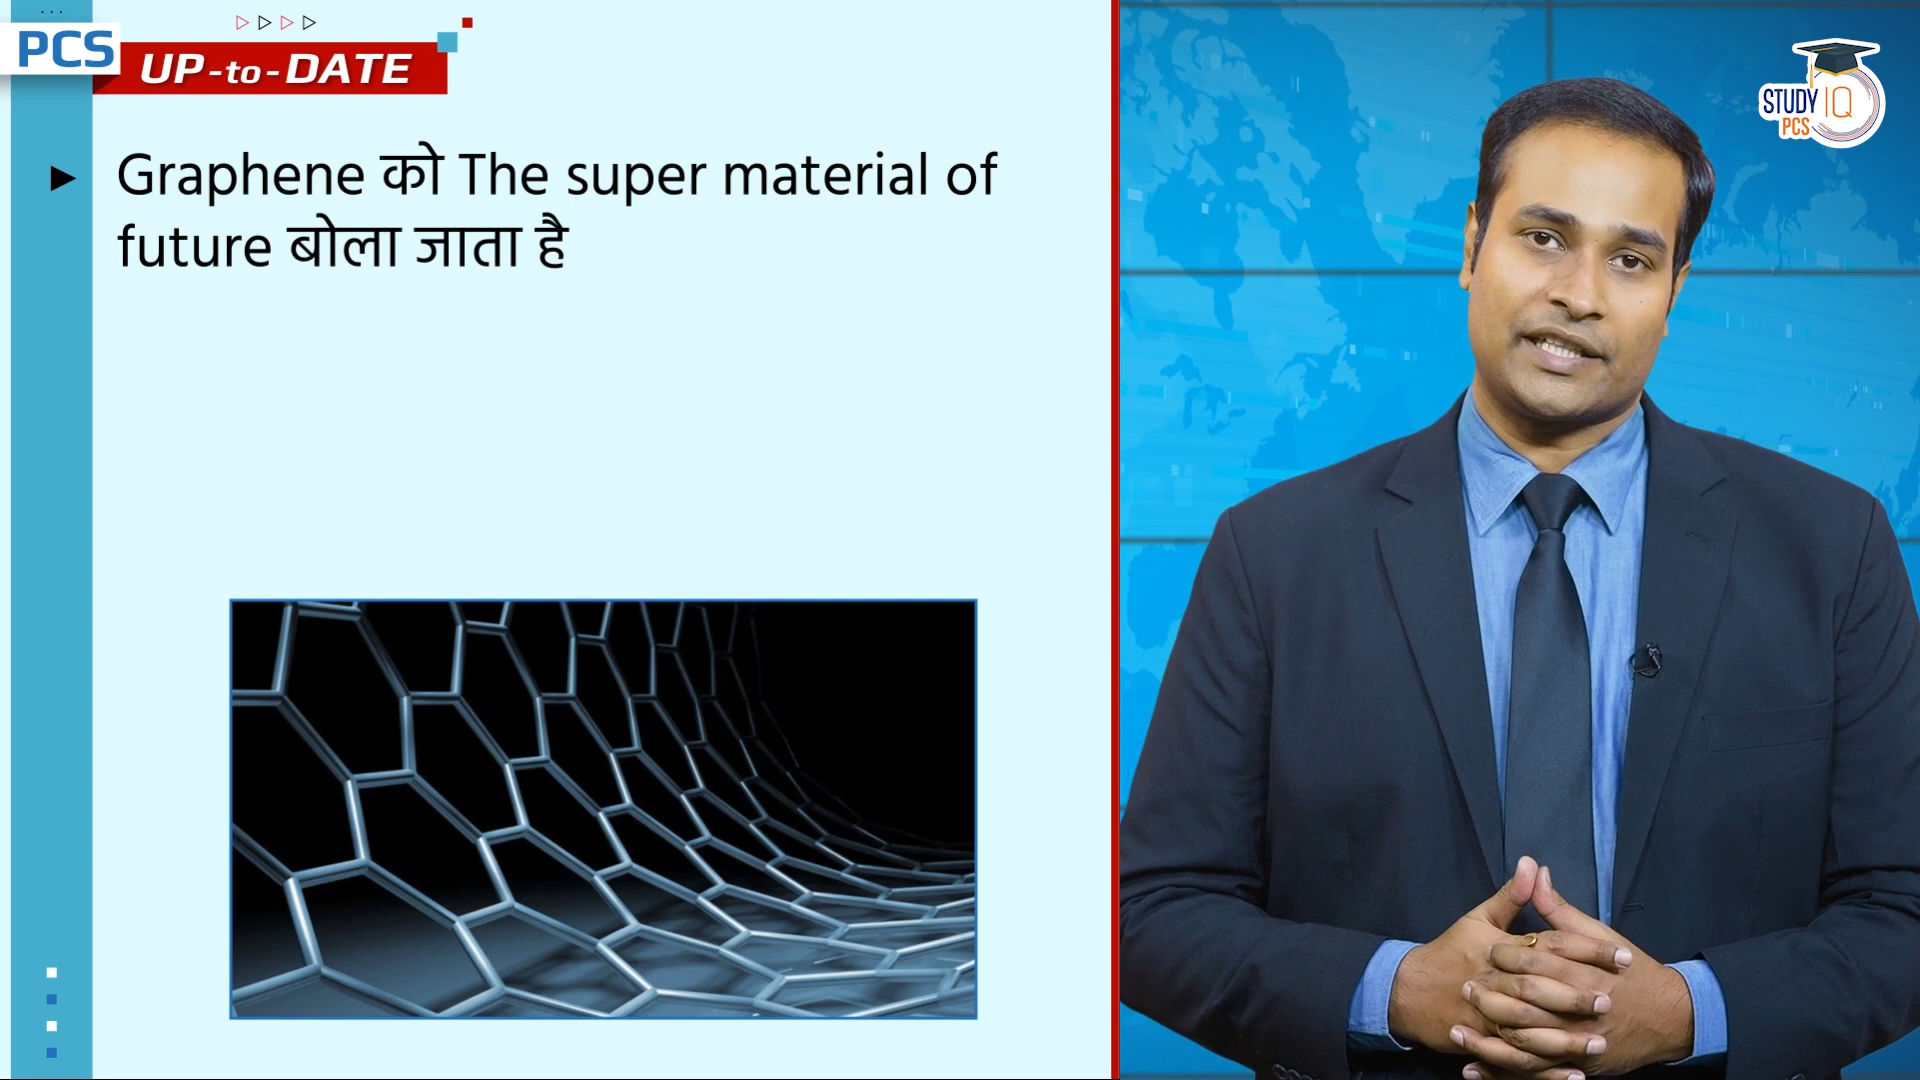 PCS
UP-to-DATE
Graphene को The super material of
future बोला जाता है
STUDY IQ
PCS